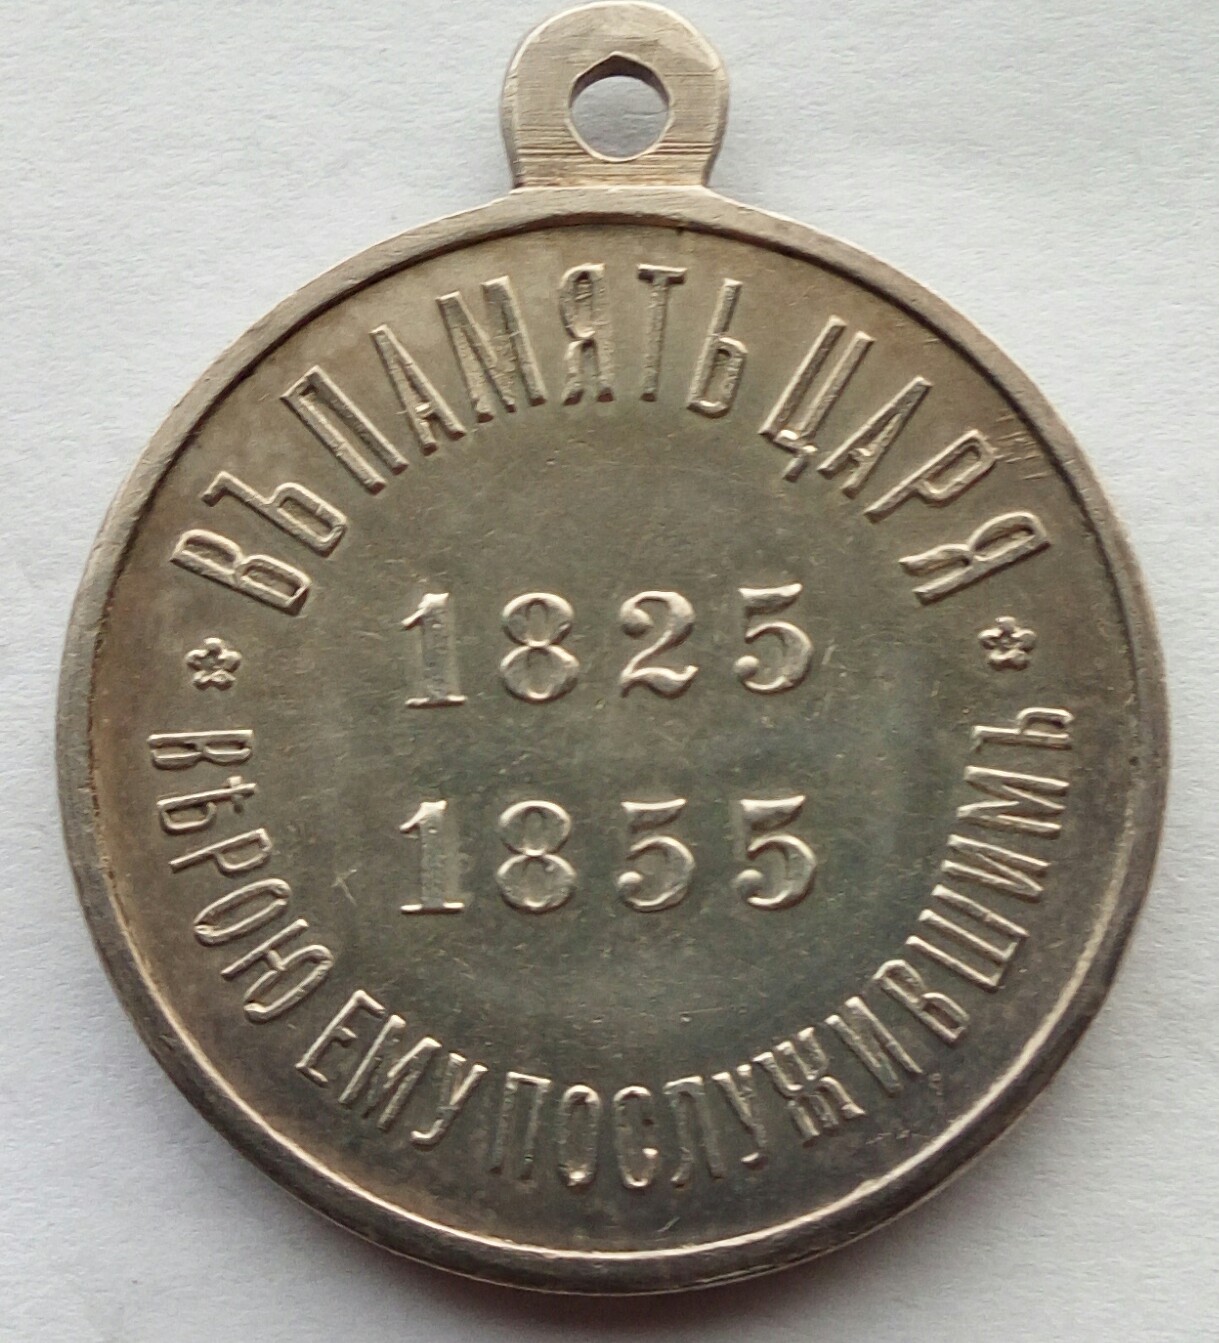 ВЪ ПАМЯТЬ ЦАРЯ
1825
1855
ВѢРОЮ ЕМУ ПОСЛУЖИВШИМЪ